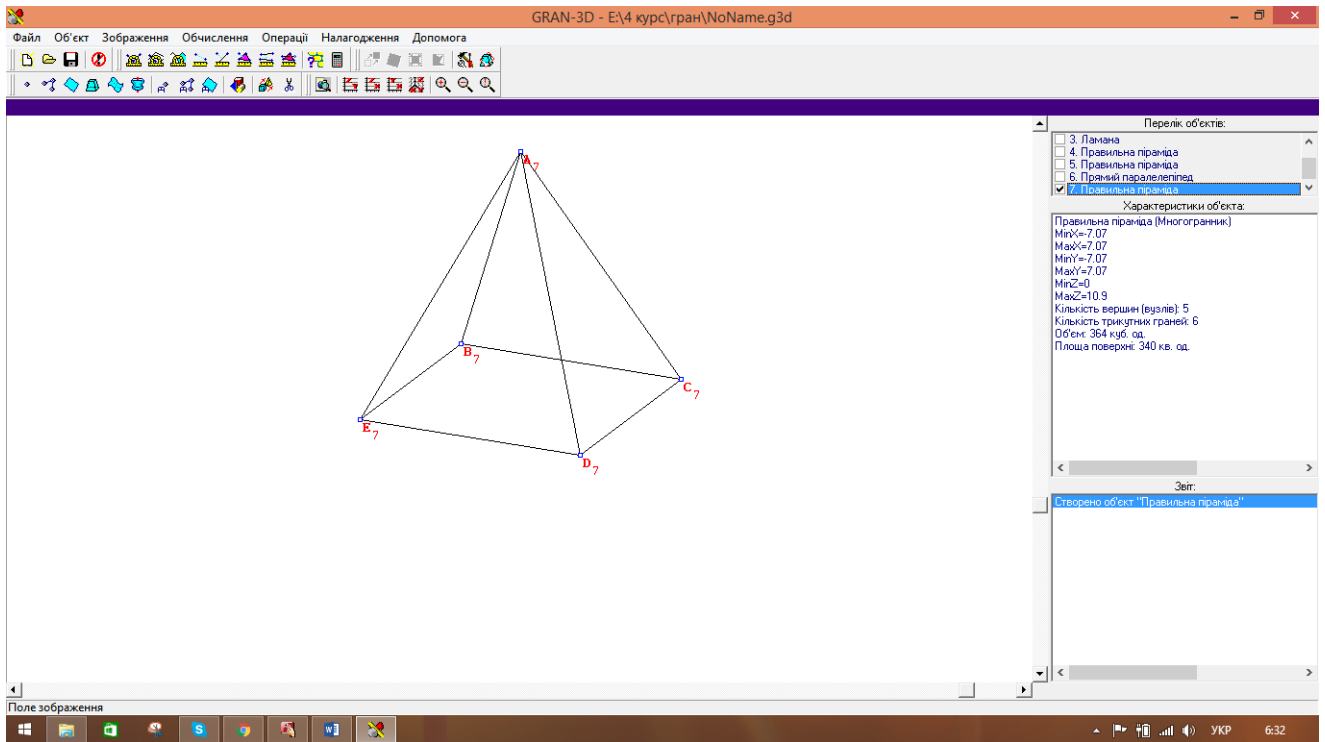 GRAN-3D - E:\4 курс\гран\NoName.g3d
Файл Об'єкт Зображення Обчислення Операції Налагодження Допомога
Перелік об'єктів:
3. Ламана
4. Правильна піраміда
5. Правильна піраміда
6. Прямий паралелепіпед
7. Правильна піраміда
Характеристики об'єкта:
Правильна піраміда (Многогранник)
MinX=-7.07
MaxX=7.07
MinY=-7.07
MaxY=7.07
MinZ=0
MaxZ=10.9
Кількість вершин (вузлів): 5
Кількість трикутних граней: 6
Об'єм: 364 куб. од.
Площа поверхні: 340 кв. од.
A7
B7
C7
E7
D7
Звіт:
Створено об'єкт "Правильна піраміда"
Поле зображення
УКР 6:32